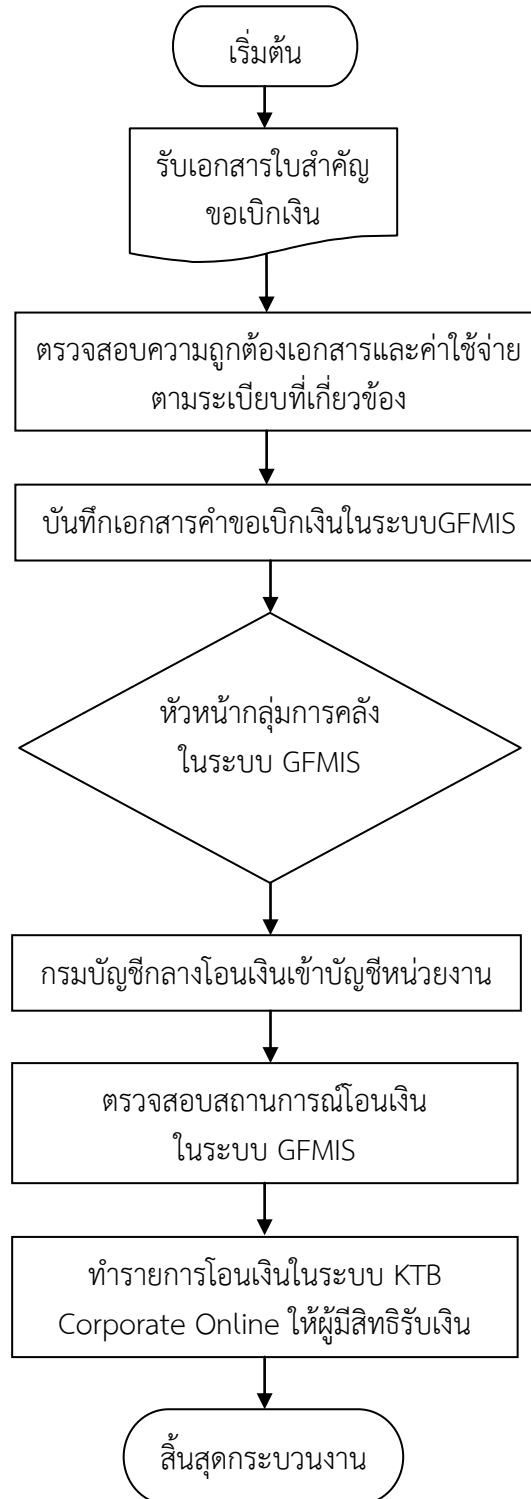 เริ่มต้น
รับเอกสารใบสำคัญ
ขอเบิกเงิน
ตรวจสอบความถูกต้องเอกสารและค่าใช้จ่าย
ตามระเบียบที่เกี่ยวข้อง
บันทึกเอกสารคำขอเบิกเงินในระบบGFMIS
หัวหน้ากลุ่มการคลัง
ในระบบ GFMIS
กรมบัญชีกลางโอนเงินเข้าบัญชีหน่วยงาน
ตรวจสอบสถานการณ์โอนเงิน
ในระบบ GFMIS
ทำรายการโอนเงินในระบบ KTB
Corporate Online ให้ผู้มีสิทธิรับเงิน
สิ้นสุดกระบวนงาน